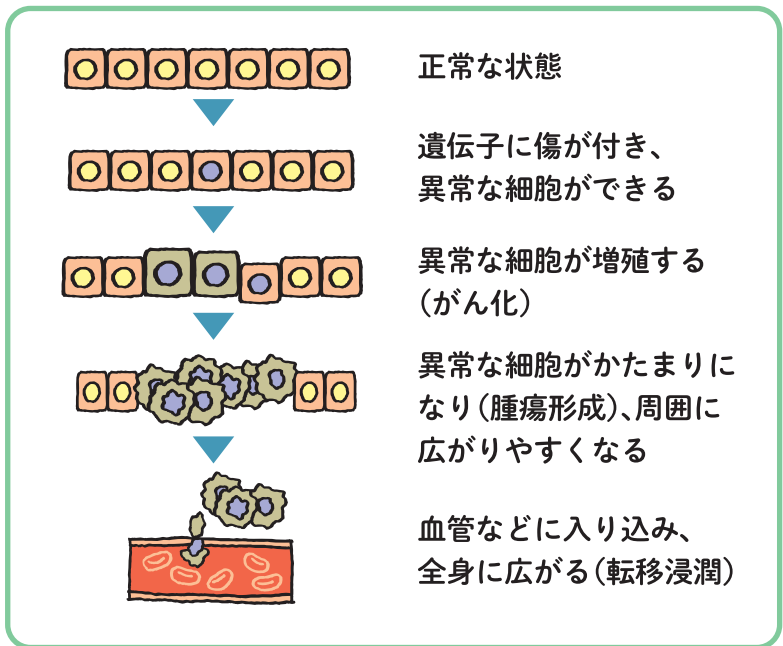 正常な状態
遺伝子に傷が付き、
異常な細胞ができる
異常な細胞が増殖する
（がん化）
異常な細胞がかたまりに
なり（腫瘍形成）、周囲に
広がりやすくなる
血管などに入り込み、
全身に広がる（転移浸潤）